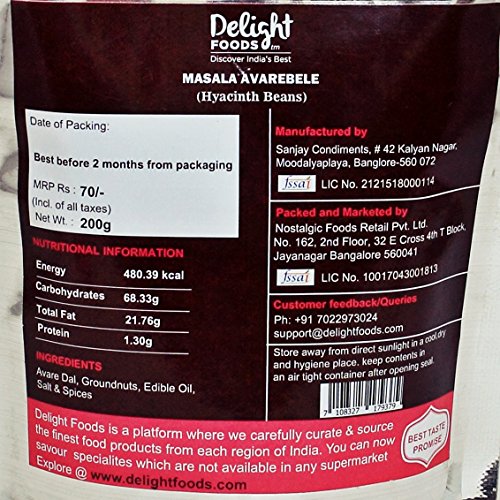 Delight
FOODS tm
Discover India's Best
MASALA AVAREBELE
(Hyacinth Beans)
Date of Packing:
Best before 2 months from packaging
MRP Rs : 70/-
(Incl. of all taxes)
Net Wt. : 200g
NUTRITIONAL INFORMATION
Energy 480.39 kcal
Carbohydrates 68.33g
Total Fat 21.76g
Protein 1.30g
INGREDIENTS
Avare Dal, Groundnuts, Edible Oil,
Salt & Spices
Manufactured by
Sanjay Condiments, # 42 Kalyan Nagar,
Moodalyaplaya, Banglore-560 072
fssai LIC No. 2121518000114
Packed and Marketed by
Nostalgic Foods Retail Pvt. Ltd.
No. 162, 2nd Floor, 32 E Cross 4th T Block,
Jayanagar Bangalore 560041
fssai LIC No. 10017043001813
Customer feedback/Queries
Ph: +91 7022973024
support@delightfoods.com
Store away from direct sunlight in a cool,dry
and hygiene place. keep contents in
an air tight container after opening seal.
7 108327 179379
Delight Foods is a platform where we carefully curate & source
the finest food products from each region of India. You can now
savour specialites which are not available in any supermarket
Explore @ www.delightfoods.com
BEST TASTE
PROMISE